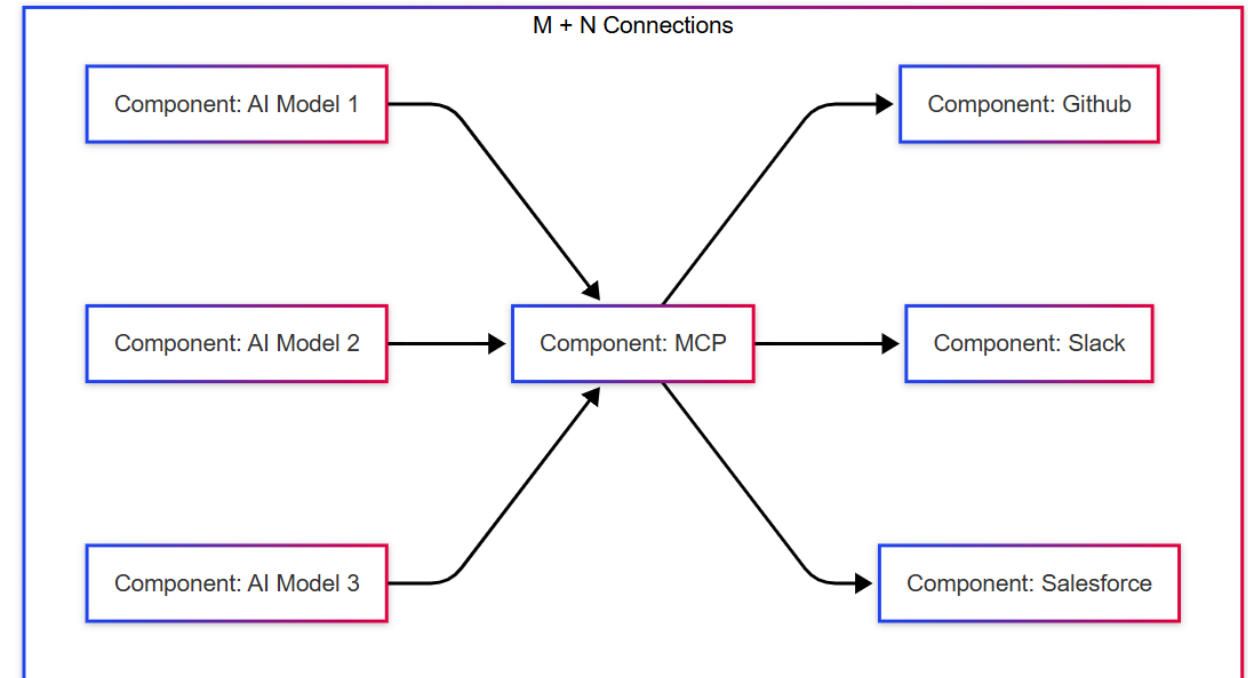 M + N Connections
Component: AI Model 1
Component: Github
Component: AI Model 2
Component: MCP
Component: Slack
Component: AI Model 3
Component: Salesforce